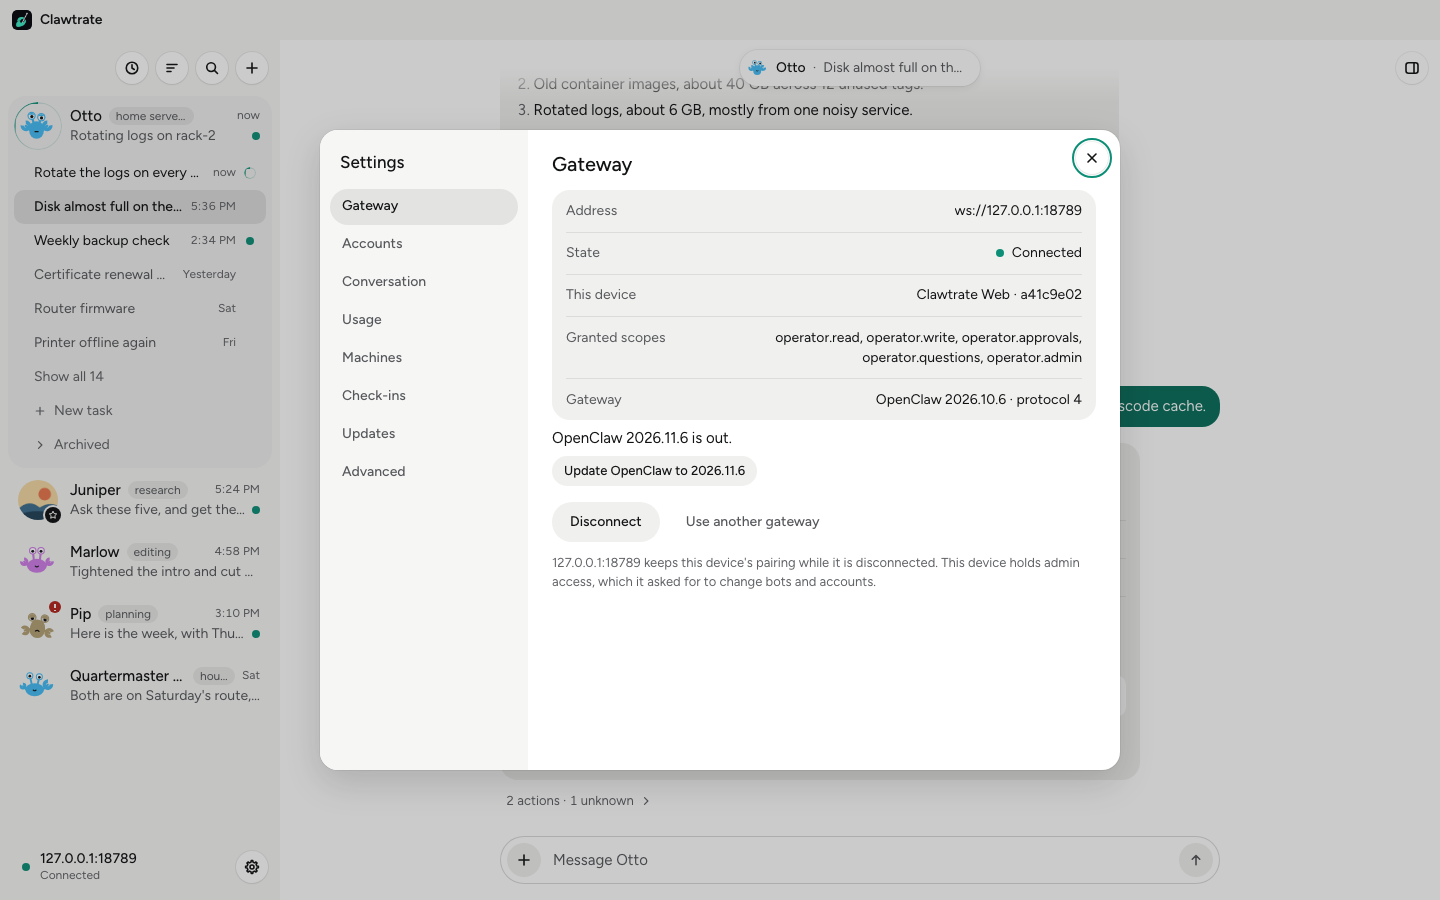 Clawtrate
Otto home serve... now
Rotating logs on rack-2
Rotate the logs on every ... now
Disk almost full on the... 5:36 PM
Weekly backup check 2:34 PM
Certificate renewal ... Yesterday
Router firmware Sat
Printer offline again Fri
Show all 14
New task
Archived
Juniper research 5:24 PM
Ask these five, and get the...
Marlow editing 4:58 PM
Tightened the intro and cut ...
Pip planning 3:10 PM
Here is the week, with Thu...
Quartermaster ... hou... Sat
Both are on Saturday's route,...
127.0.0.1:18789
Connected
Otto · Disk almost full on th...
2. Old container images, about 40 GB across 12 unused tags.
3. Rotated logs, about 6 GB, mostly from one noisy service.
Settings
Gateway
Accounts
Conversation
Usage
Machines
Check-ins
Updates
Advanced
Gateway
Address ws://127.0.0.1:18789
State Connected
This device Clawtrate Web · a41c9e02
Granted scopes operator.read, operator.write, operator.approvals,
operator.questions, operator.admin
Gateway OpenClaw 2026.10.6 · protocol 4
OpenClaw 2026.11.6 is out.
Update OpenClaw to 2026.11.6
Disconnect Use another gateway
127.0.0.1:18789 keeps this device's pairing while it is disconnected. This device holds admin
access, which it asked for to change bots and accounts.
scode cache.
2 actions · 1 unknown
Message Otto